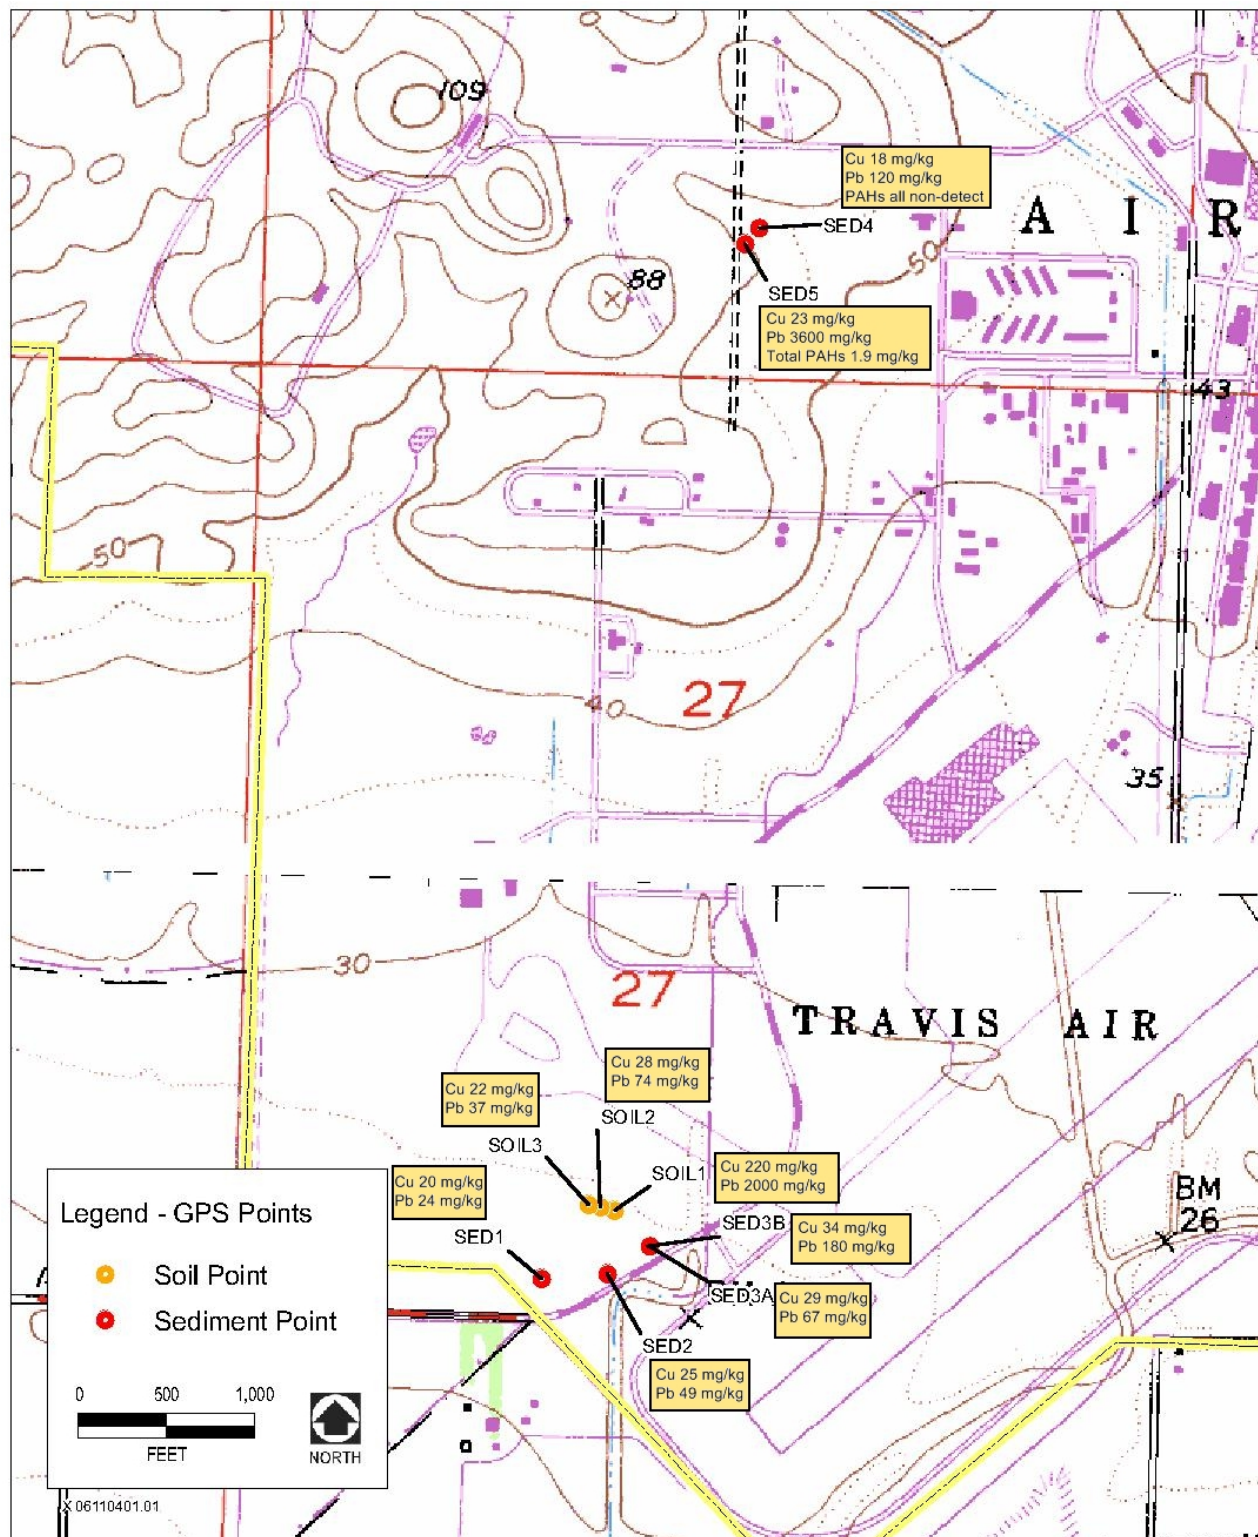 109
Cu 18 mg/kg
Pb 120 mg/kg
PAHs all non-detect
A I R
SED4
50
88
SED5
Cu 23 mg/kg
Pb 3600 mg/kg
Total PAHs 1.9 mg/kg
43
50
27
40
35
30
27
TRAVIS AIR
Cu 28 mg/kg
Pb 74 mg/kg
Cu 22 mg/kg
Pb 37 mg/kg
SOIL2
SOIL3
SOIL1
Cu 220 mg/kg
Pb 2000 mg/kg
Cu 20 mg/kg
Pb 24 mg/kg
BM
26
Legend - GPS Points
SED3B
Cu 34 mg/kg
Pb 180 mg/kg
SED1
Soil Point
SED3A
Cu 29 mg/kg
Pb 67 mg/kg
Sediment Point
SED2
Cu 25 mg/kg
Pb 49 mg/kg
0 500 1,000
FEET
NORTH
X 06110401.01